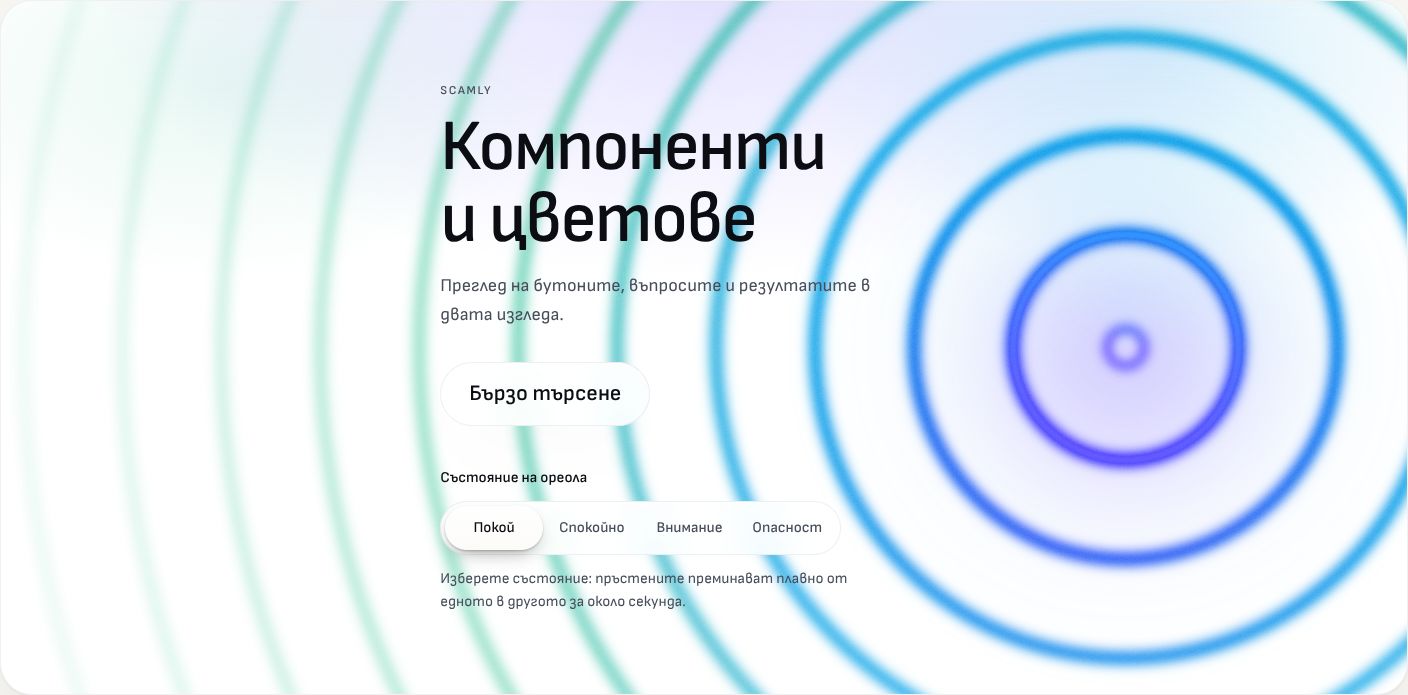 SCAMLY
Компоненти
и цветове
Преглед на бутоните, въпросите и резултатите в
двата изгледа.
Бързо търсене
Състояние на ореола
Покой Спокойно Внимание Опасност
Изберете състояние: пръстените преминават плавно от
едното в другото за около секунда.